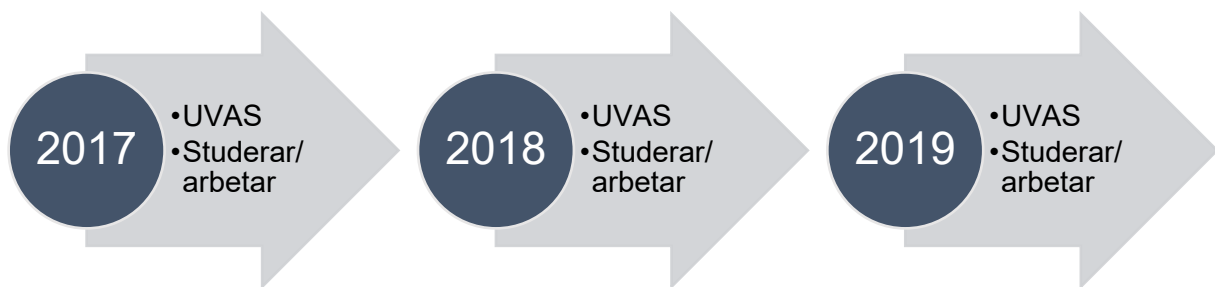 2017
•UVAS
•Studerar/
arbetar
2018
•UVAS
•Studerar/
arbetar
2019
•UVAS
•Studerar/
arbetar